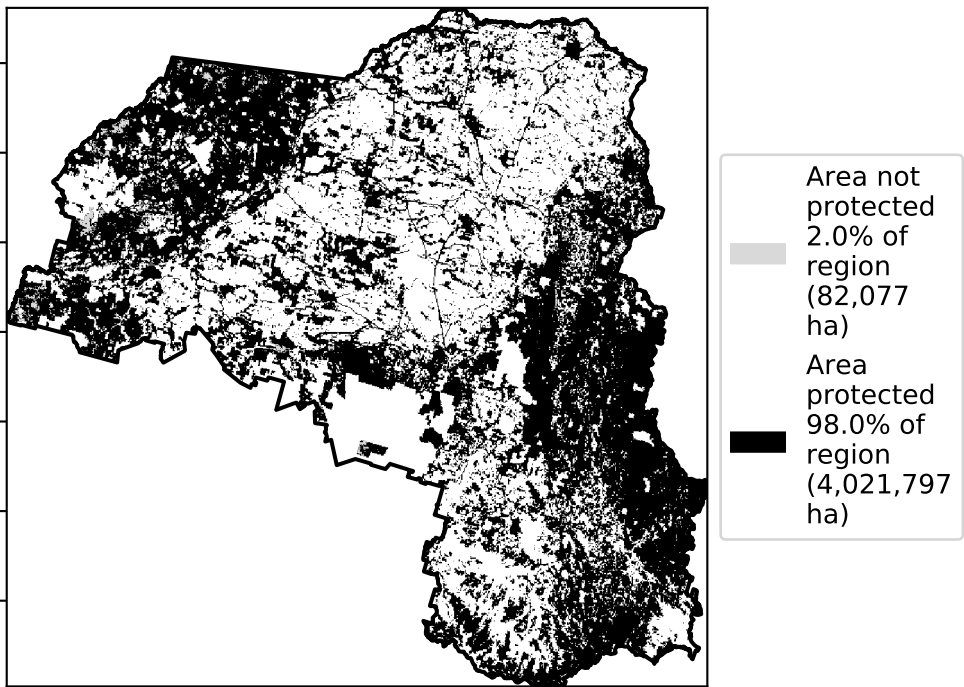 Area not
protected
2.0% of
region
(82,077
ha)
Area
protected
98.0% of
region
(4,021,797
ha)